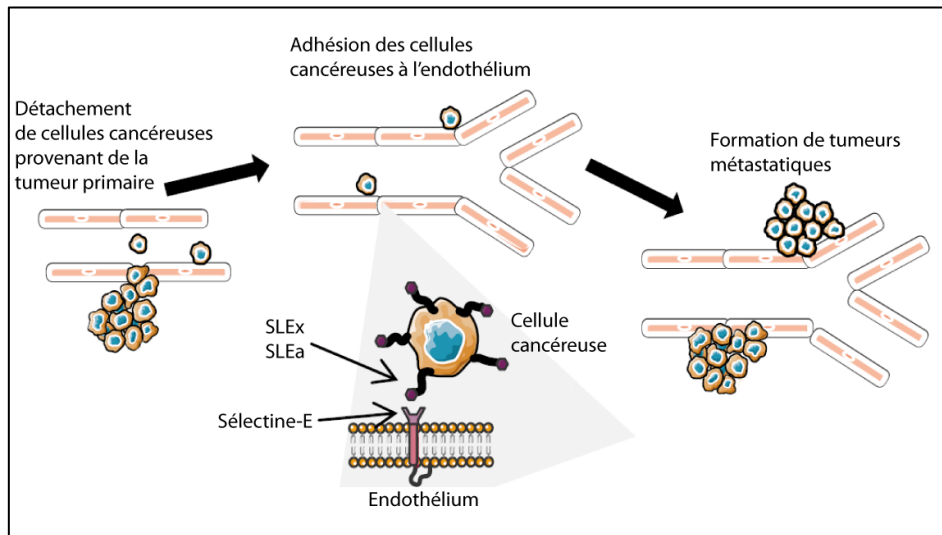 Détachement
de cellules cancéreuses
provenant de la
tumeur primaire
Adhésion des cellules
cancéreuses à l'endothélium
Formation de tumeurs
métastatiques
SLEx
SLEa
Cellule
cancéreuse
Sélectine-E
Endothélium